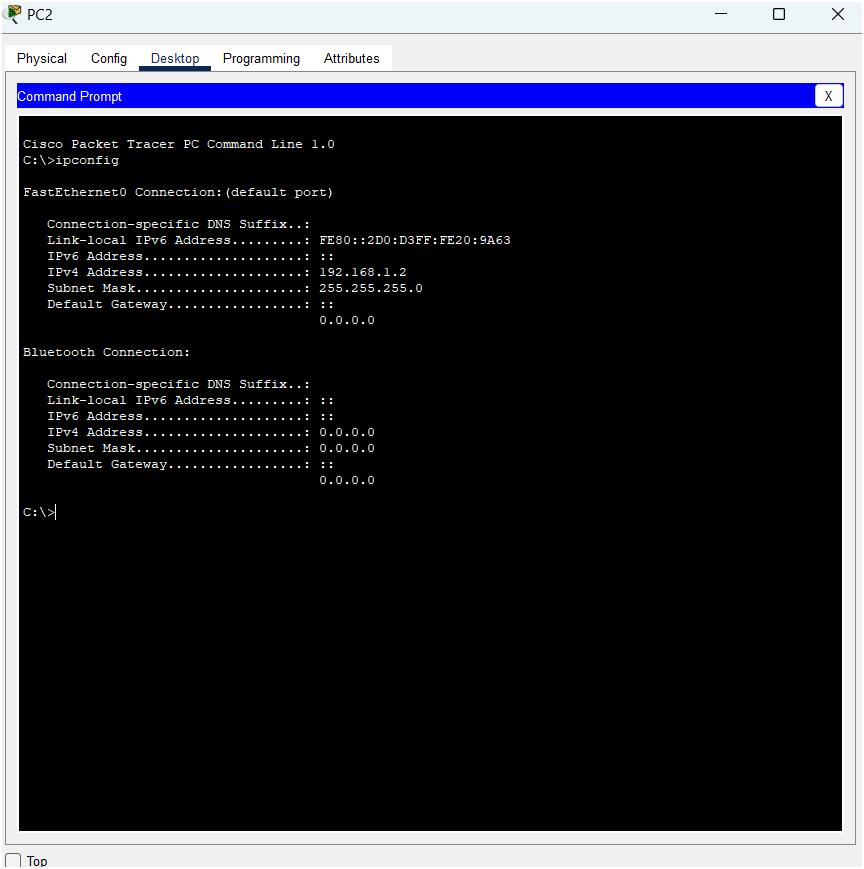 PC2
Physical Config Desktop Programming Attributes
Command Prompt X
Cisco Packet Tracer PC Command Line 1.0
C:\>ipconfig
FastEthernet0 Connection:(default port)
Connection-specific DNS Suffix..:
Link-local IPv6 Address.........: FE80::2D0:D3FF:FE20:9A63
IPv6 Address....................: ::
IPv4 Address....................: 192.168.1.2
Subnet Mask.....................: 255.255.255.0
Default Gateway.................: ::
0.0.0.0
Bluetooth Connection:
Connection-specific DNS Suffix..:
Link-local IPv6 Address.........: ::
IPv6 Address....................: ::
IPv4 Address....................: 0.0.0.0
Subnet Mask.....................: 0.0.0.0
Default Gateway.................: ::
0.0.0.0
C:\>
Top